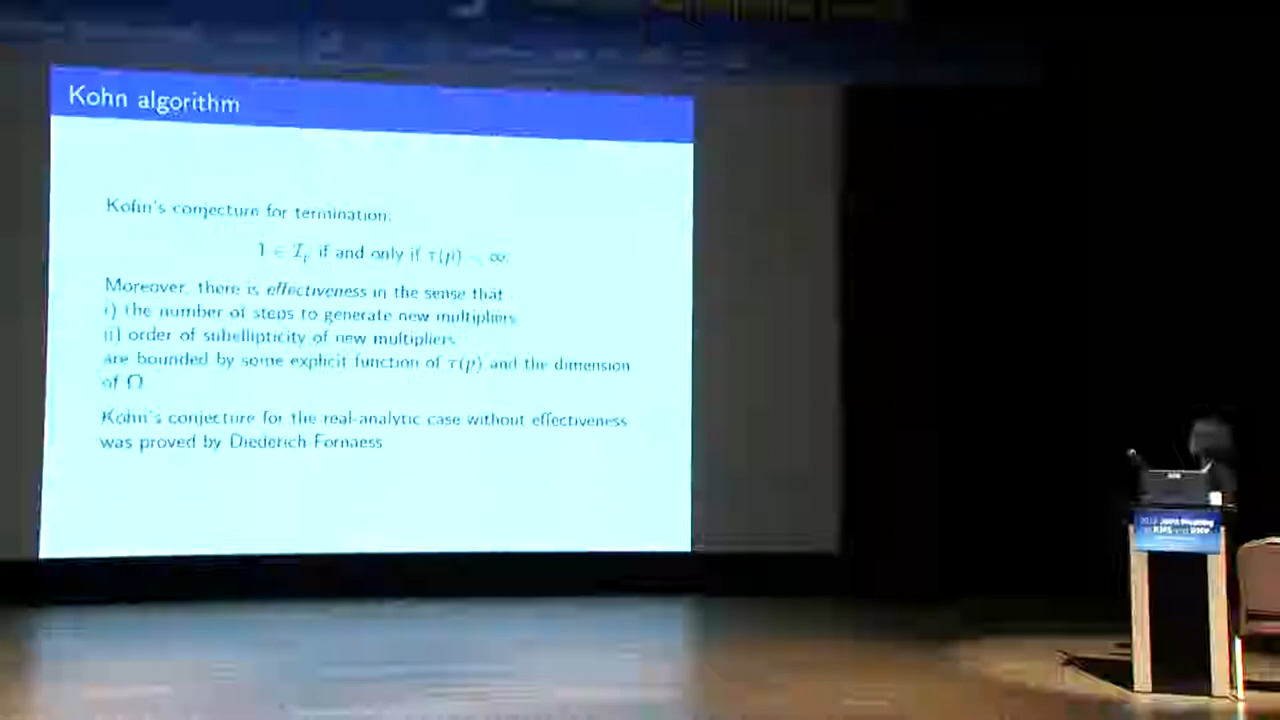 Kohn algorithm
Kohn's conjecture for termination:
1 ∈ I_p if and only if τ(p) < ∞.
Moreover, there is effectiveness in the sense that
i) the number of steps to generate new multipliers
ii) order of subellipticity of new multipliers
are bounded by some explicit function of τ(p) and the dimension
of Ω
Kohn's conjecture for the real-analytic case without effectiveness
was proved by Diederich Fornaess